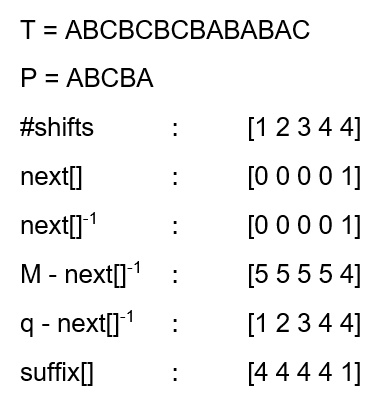 T = ABCBCBCBABABAC
P = ABCBA
#shifts : [1 2 3 4 4]
next[] : [0 0 0 0 1]
next[]-1 : [0 0 0 0 1]
M - next[]-1 : [5 5 5 5 4]
q - next[]-1 : [1 2 3 4 4]
suffix[] : [4 4 4 4 1]